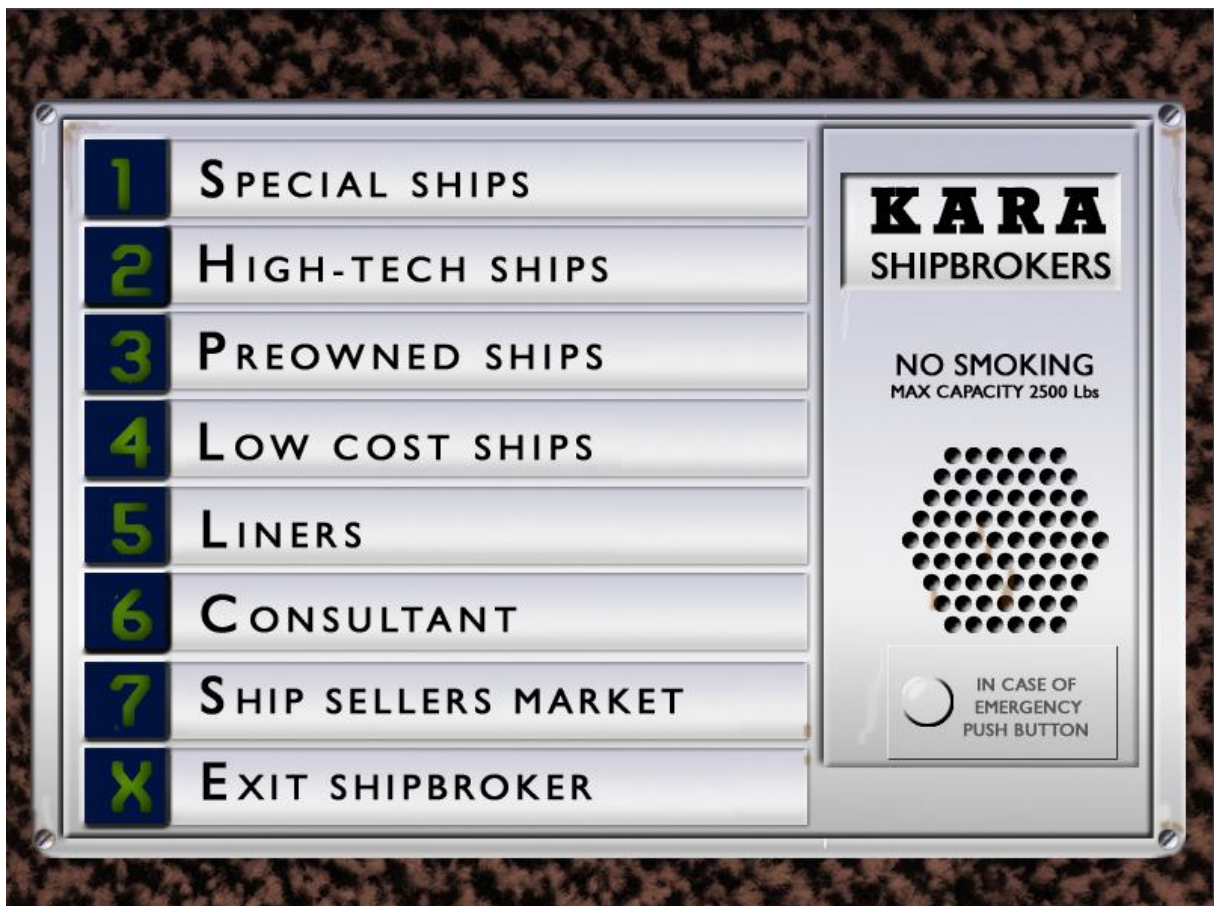 1 SPECIAL SHIPS
2 HIGH-TECH SHIPS
3 PREOWNED SHIPS
4 LOW COST SHIPS
5 LINERS
6 CONSULTANT
7 SHIP SELLERS MARKET
X EXIT SHIPBROKER
KARA
SHIPBROKERS
NO SMOKING
MAX CAPACITY 2500 Lbs
IN CASE OF
EMERGENCY
PUSH BUTTON